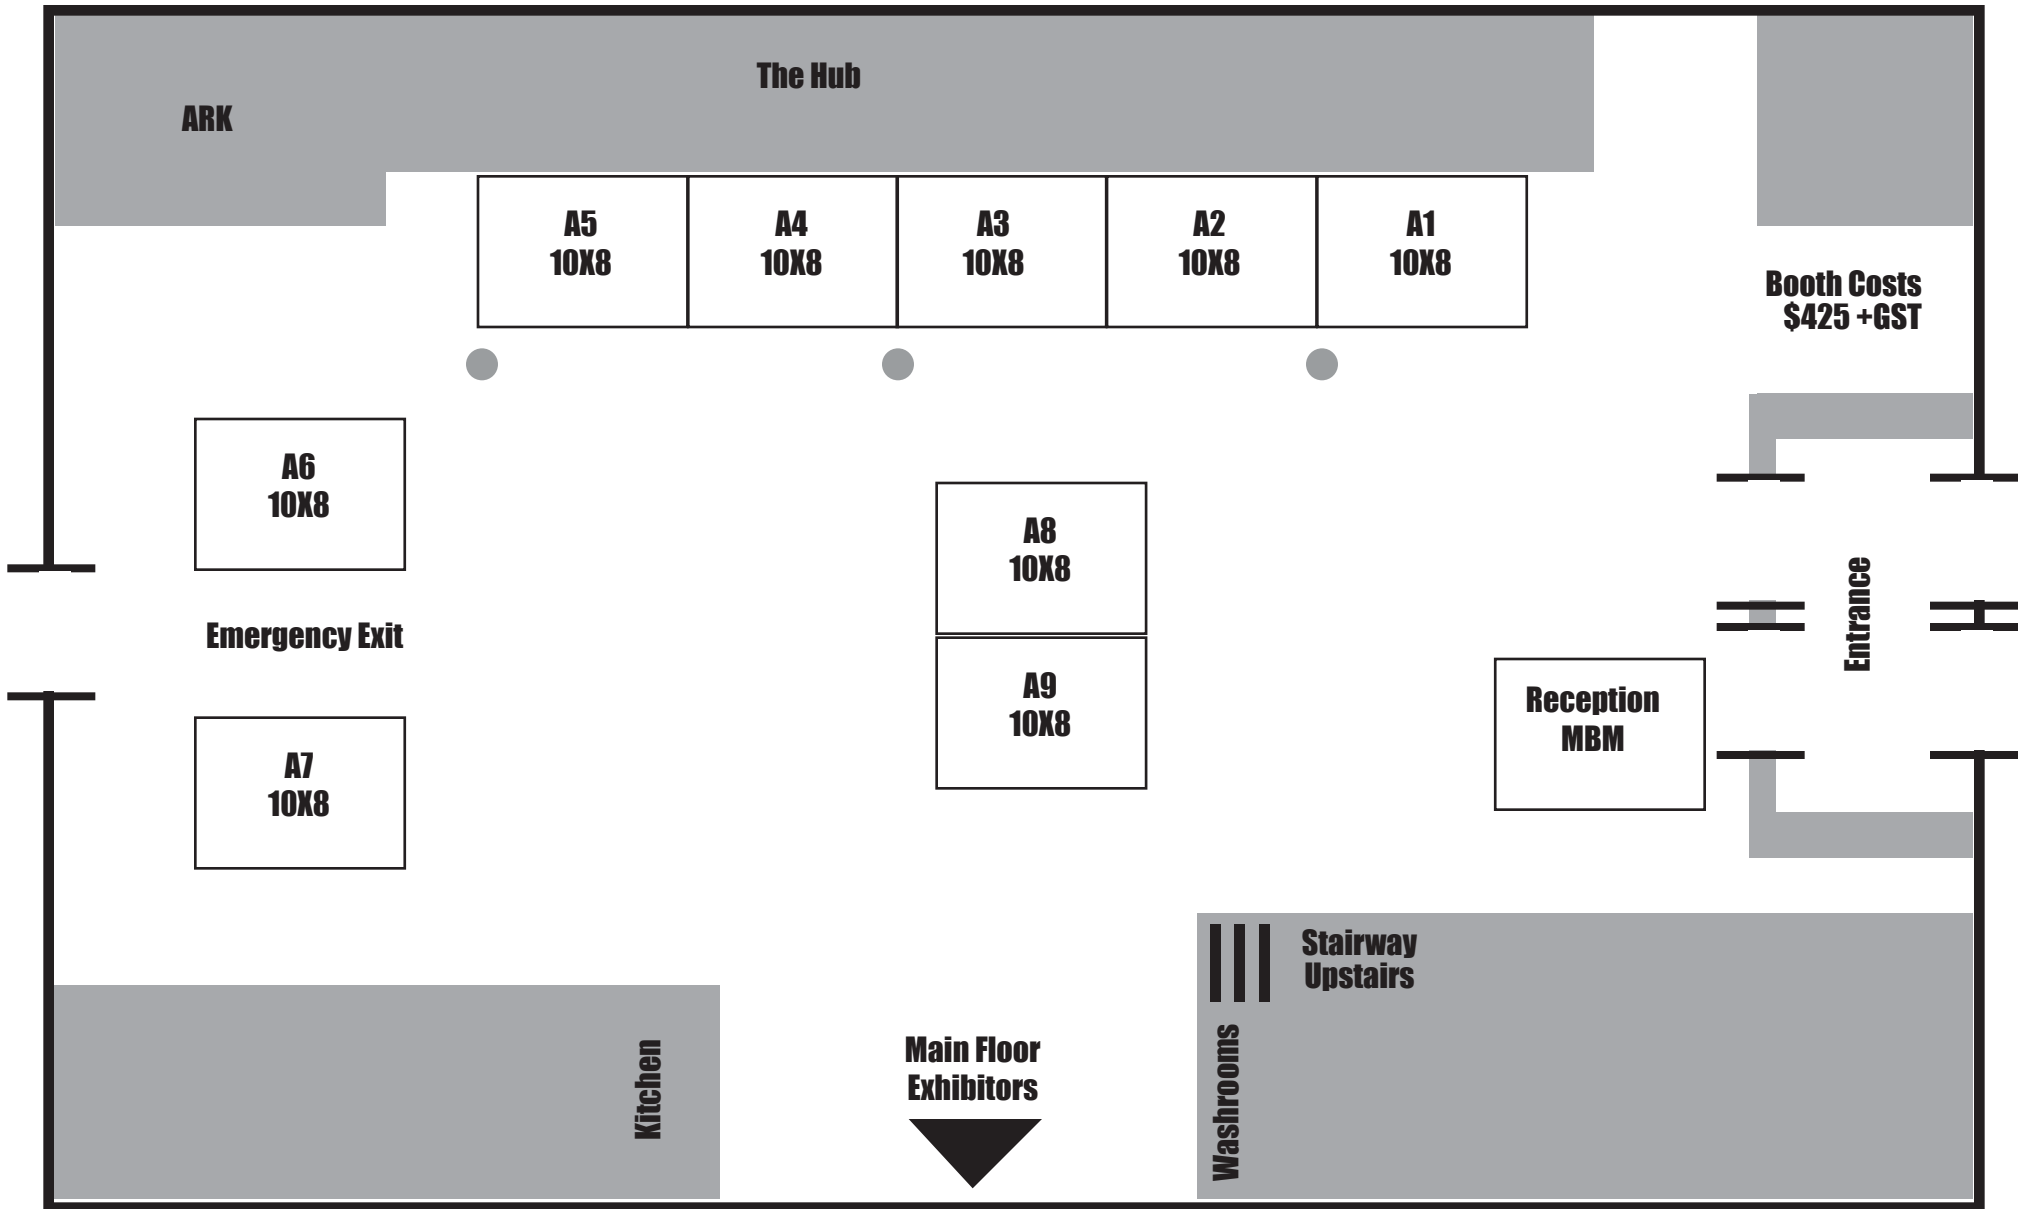 The Hub
ARK
A5
10X8
A4
10X8
A3
10X8
A2
10X8
A1
10X8
Booth Costs
$425 +GST
A6
10X8
A8
10X8
Emergency Exit
Entrance
A9
10X8
Reception
MBM
A7
10X8
Stairway
Upstairs
Kitchen
Main Floor
Exhibitors
Washrooms